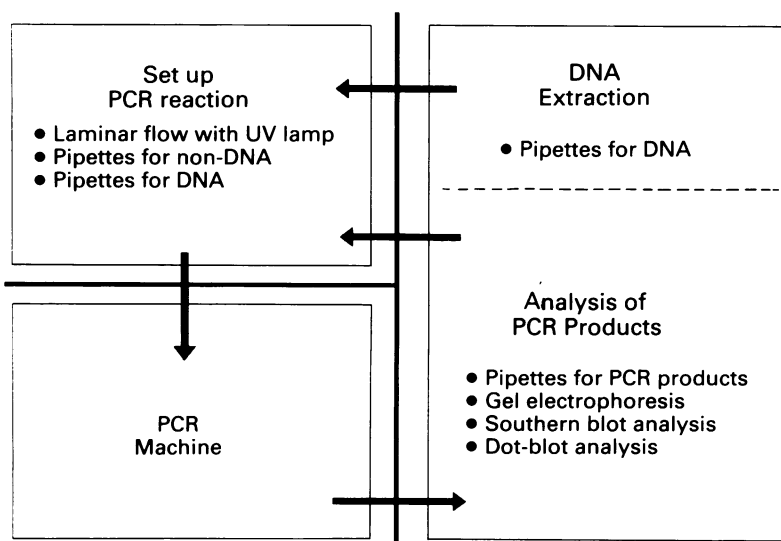 Set up
PCR reaction
● Laminar flow with UV lamp
● Pipettes for non-DNA
● Pipettes for DNA
DNA
Extraction
● Pipettes for DNA
PCR
Machine
Analysis of
PCR Products
● Pipettes for PCR products
● Gel electrophoresis
● Southern blot analysis
● Dot-blot analysis